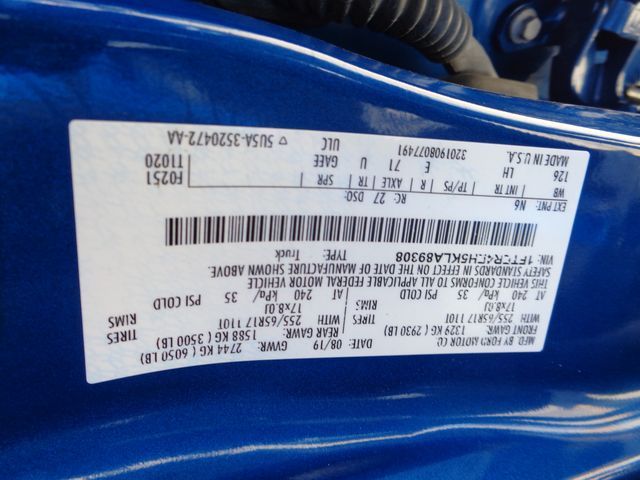 MFG. BY FORD MOTOR CO.
DATE: 08/19 GVWR: 2744 KG ( 6050 LB)
FRONT GAWR: 1329 KG ( 2930 LB) REAR GAWR: 1588 KG ( 3500 LB)
255/65R17 110T WITH TIRES 255/65R17 110T WITH TIRES
17x8.0J RIMS 17x8.0J RIMS
AT 240 kPa/ 35 PSI COLD AT 240 kPa/ 35 PSI COLD
THIS VEHICLE CONFORMS TO ALL APPLICABLE FEDERAL MOTOR VEHICLE
SAFETY STANDARDS IN EFFECT ON THE DATE OF MANUFACTURE SHOWN ABOVE.
VIN: 1FTER4EH5KLA89308 TYPE: Truck
EXT PNT: N6 RC: 27 DSO:
WB INTR TP/PS R AXLE TR SPR F0251
126 LH E 71 U GAEE T1020
MADE IN U.S.A. 320190807491 ULC ▽ 5U5A-3520472-AA